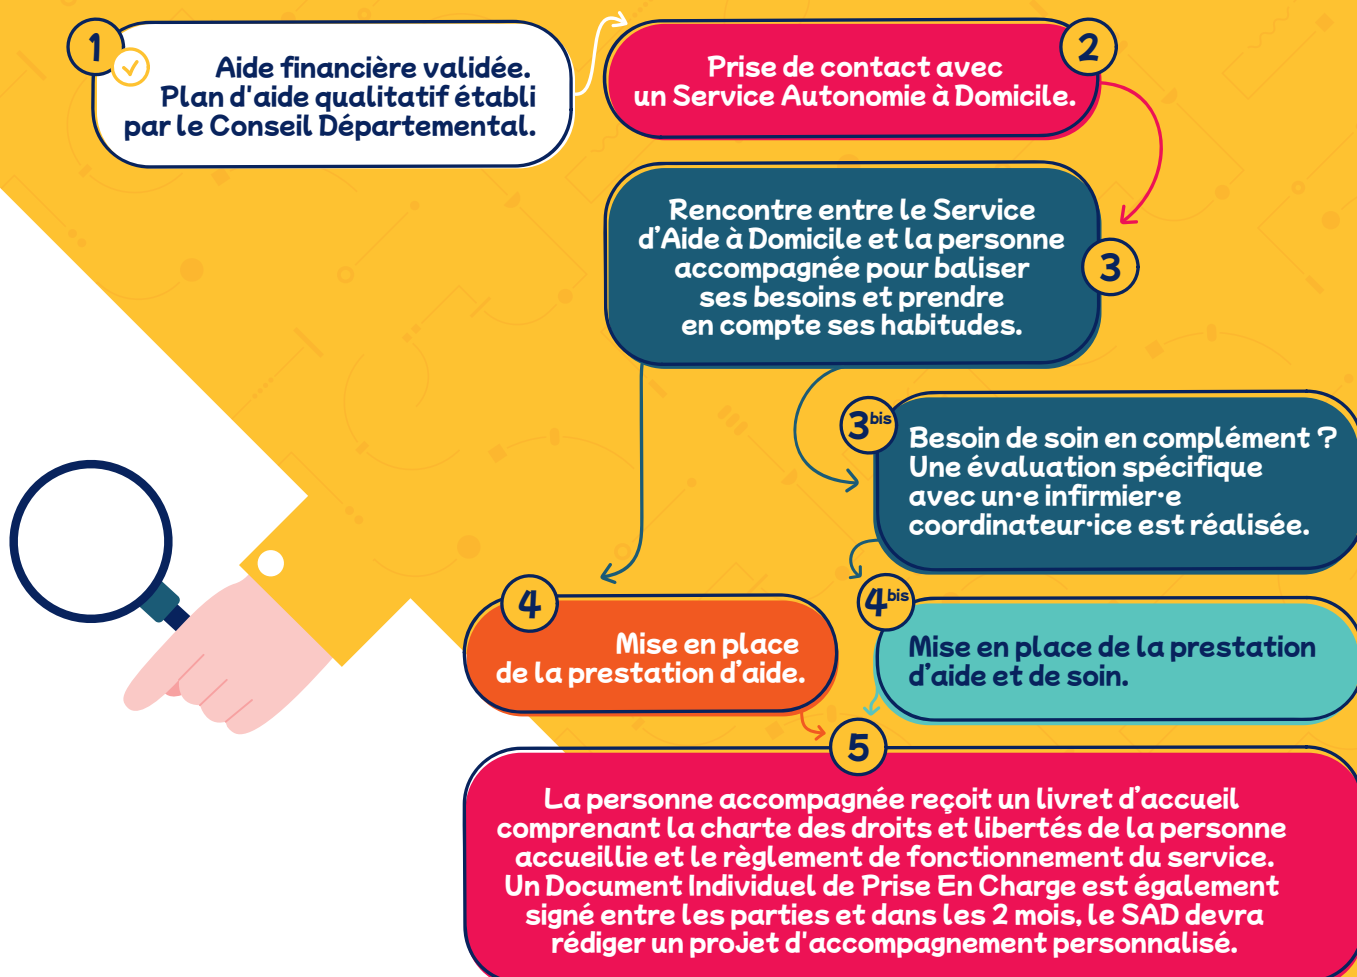 1
Aide financière validée.
Plan d'aide qualitatif établi
par le Conseil Départemental.
2
Prise de contact avec
un Service Autonomie à Domicile.
3
Rencontre entre le Service
d'Aide à Domicile et la personne
accompagnée pour baliser
ses besoins et prendre
en compte ses habitudes.
3bis
Besoin de soin en complément ?
Une évaluation spécifique
avec un·e infirmier·e
coordinateur·ice est réalisée.
4
Mise en place
de la prestation d'aide.
4bis
Mise en place de la prestation
d'aide et de soin.
5
La personne accompagnée reçoit un livret d'accueil
comprenant la charte des droits et libertés de la personne
accueillie et le règlement de fonctionnement du service.
Un Document Individuel de Prise En Charge est également
signé entre les parties et dans les 2 mois, le SAD devra
rédiger un projet d'accompagnement personnalisé.